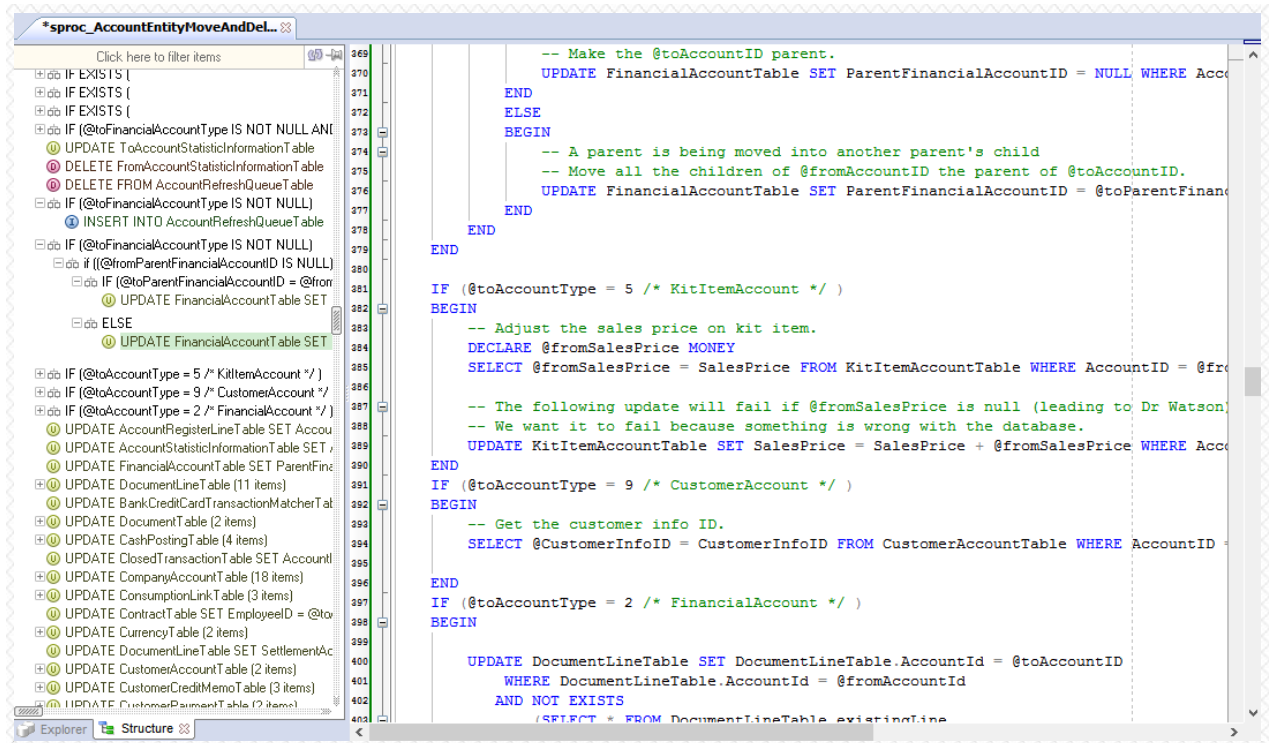 *sproc_AccountEntityMoveAndDel...
Click here to filter items
IF EXISTS (
IF EXISTS (
IF EXISTS (
IF (@toFinancialAccountType IS NOT NULL AND
UPDATE ToAccountStatisticInformationTable
DELETE FromAccountStatisticInformationTable
DELETE FROM AccountRefreshQueueTable
IF (@toFinancialAccountType IS NOT NULL)
INSERT INTO AccountRefreshQueueTable
IF (@toFinancialAccountType IS NOT NULL)
if ((@fromParentFinancialAccountID IS NULL)
IF (@toParentFinancialAccountID = @from
UPDATE FinancialAccountTable SET
ELSE
UPDATE FinancialAccountTable SET
IF (@toAccountType = 5 /* KitItemAccount */ )
IF (@toAccountType = 9 /* CustomerAccount */
IF (@toAccountType = 2 /* FinancialAccount */ )
UPDATE AccountRegisterLineTable SET Accou
UPDATE AccountStatisticInformationTable SET
UPDATE FinancialAccountTable SET ParentFina
UPDATE DocumentLineTable (11 items)
UPDATE BankCreditCardTransactionMatcherTab
UPDATE DocumentTable (2 items)
UPDATE CashPostingTable (4 items)
UPDATE ClosedTransactionTable SET AccountI
UPDATE CompanyAccountTable (18 items)
UPDATE ConsumptionLinkTable (3 items)
UPDATE ContractTable SET EmployeeID = @to
UPDATE CurrencyTable (2 items)
UPDATE DocumentLineTable SET SettlementAc
UPDATE CustomerAccountTable (2 items)
UPDATE CustomerCreditMemoTable (3 items)
UPDATE CustomerPaymentTable (2 items)
Explorer Structure
369 -- Make the @toAccountID parent.
370 UPDATE FinancialAccountTable SET ParentFinancialAccountID = NULL WHERE Acco
371 END
372 ELSE
373 BEGIN
374 -- A parent is being moved into another parent's child
375 -- Move all the children of @fromAccountID the parent of @toAccountID.
376 UPDATE FinancialAccountTable SET ParentFinancialAccountID = @toParentFinanc
377 END
378 END
379 END
380
381 IF (@toAccountType = 5 /* KitItemAccount */ )
382 BEGIN
383 -- Adjust the sales price on kit item.
384 DECLARE @fromSalesPrice MONEY
385 SELECT @fromSalesPrice = SalesPrice FROM KitItemAccountTable WHERE AccountID = @fro
386
387 -- The following update will fail if @fromSalesPrice is null (leading to Dr Watson)
388 -- We want it to fail because something is wrong with the database.
389 UPDATE KitItemAccountTable SET SalesPrice = SalesPrice + @fromSalesPrice WHERE Acco
390 END
391 IF (@toAccountType = 9 /* CustomerAccount */ )
392 BEGIN
393 -- Get the customer info ID.
394 SELECT @CustomerInfoID = CustomerInfoID FROM CustomerAccountTable WHERE AccountID =
395
396 END
397 IF (@toAccountType = 2 /* FinancialAccount */ )
398 BEGIN
399
400 UPDATE DocumentLineTable SET DocumentLineTable.AccountId = @toAccountID
401 WHERE DocumentLineTable.AccountId = @fromAccountId
402 AND NOT EXISTS
403 (SELECT * FROM DocumentLineTable existingLine